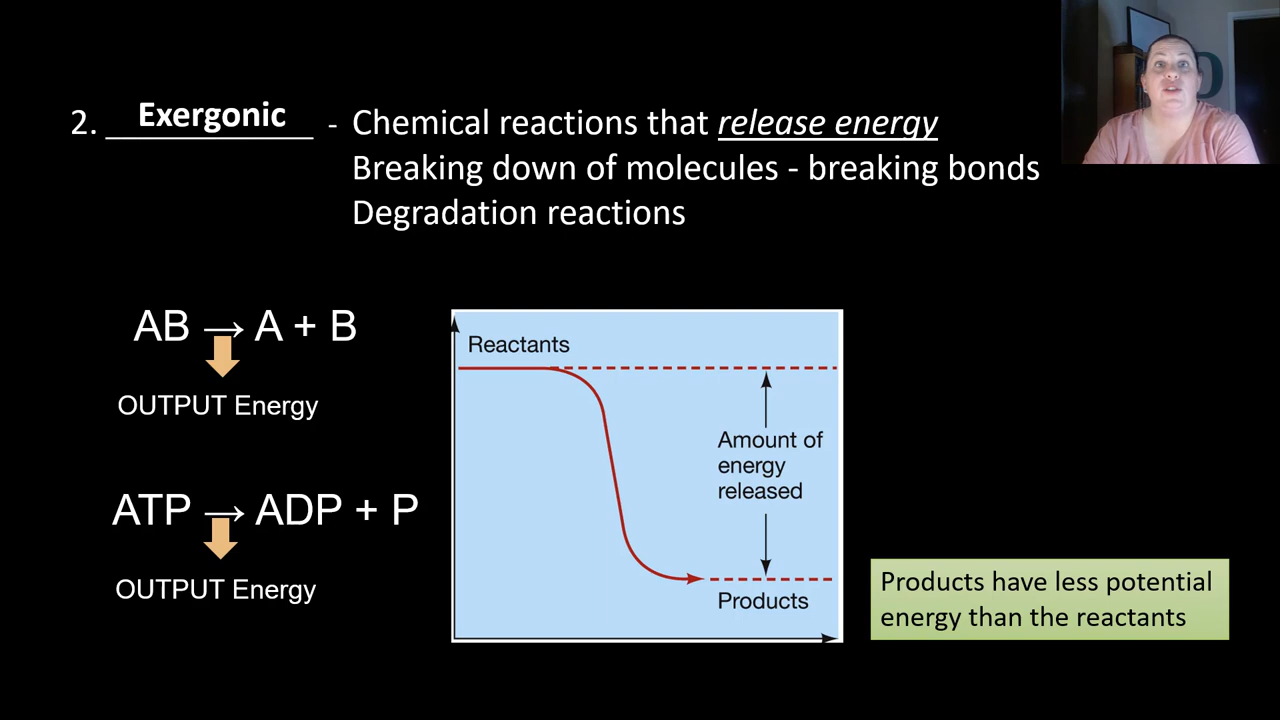 2. Exergonic - Chemical reactions that release energy
Breaking down of molecules - breaking bonds
Degradation reactions
AB → A + B
OUTPUT Energy
ATP → ADP + P
OUTPUT Energy
Reactants
Amount of
energy
released
Products
Products have less potential
energy than the reactants